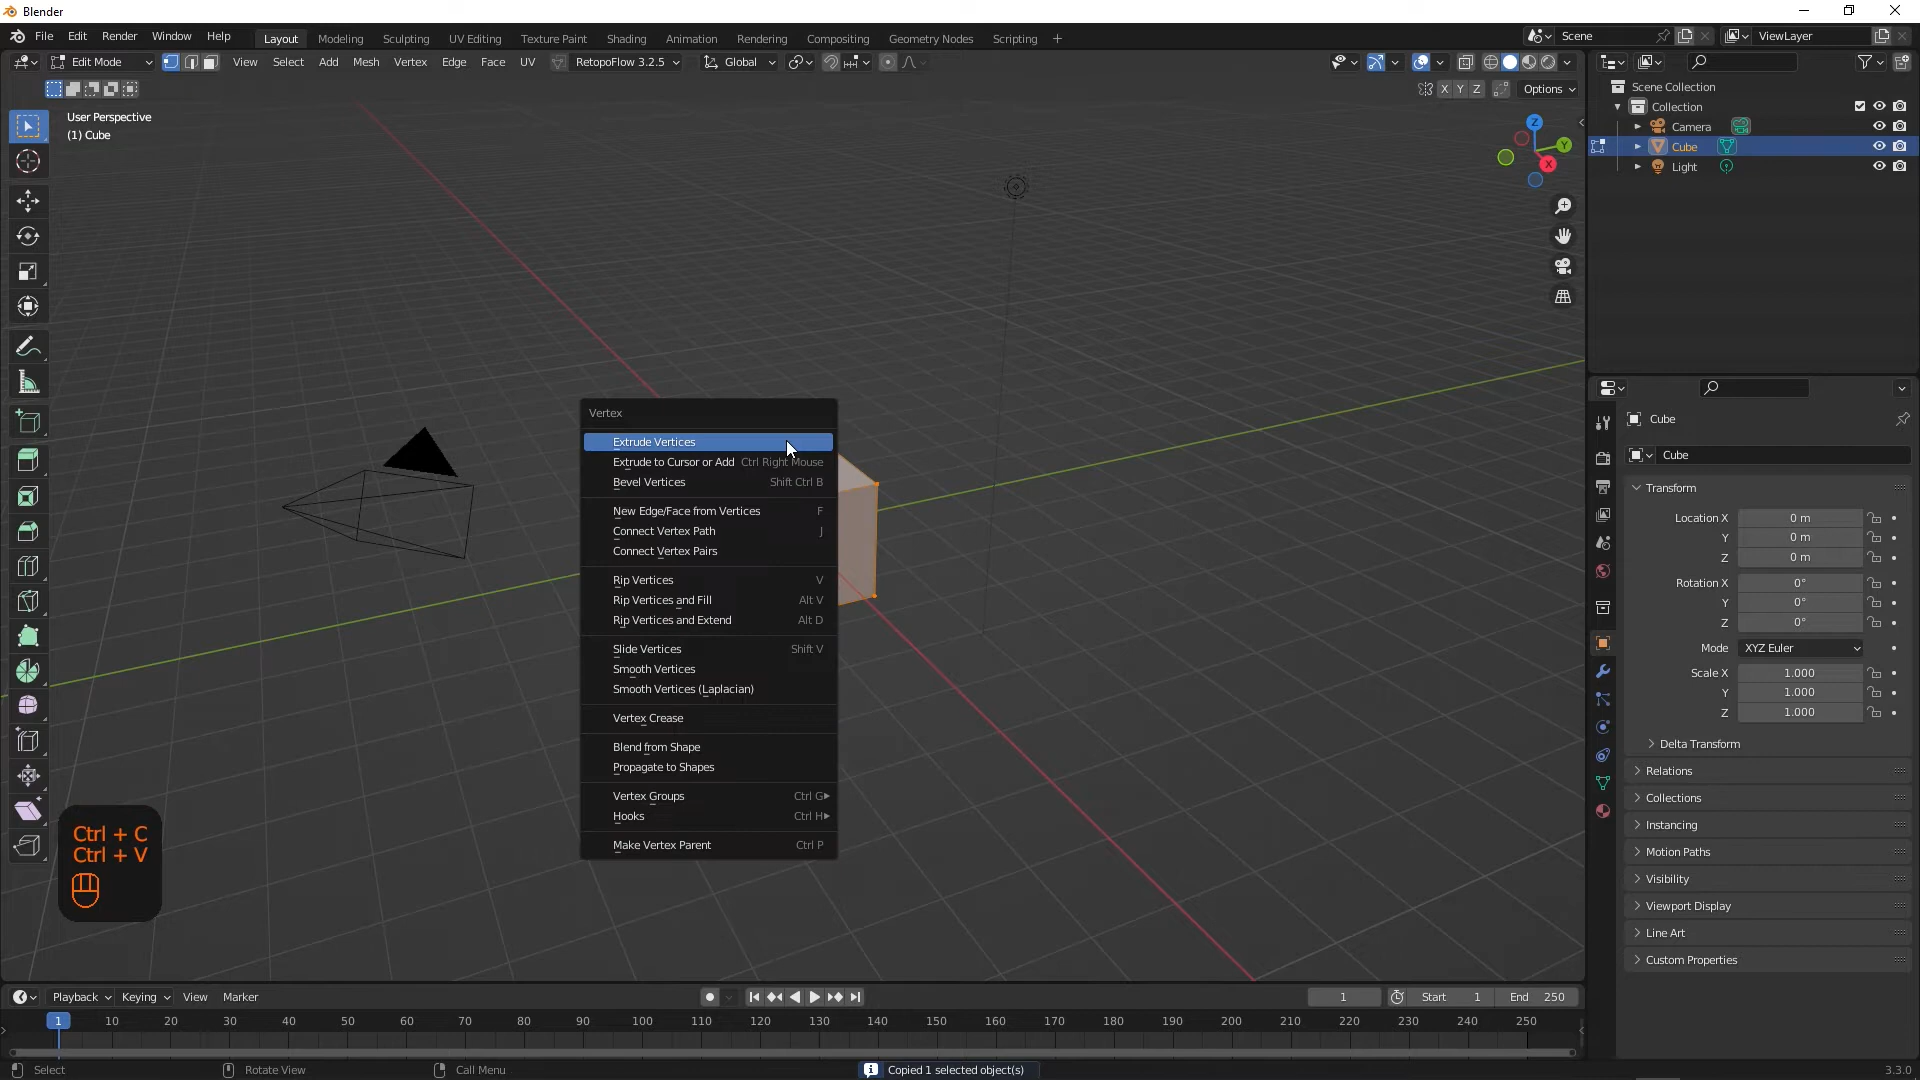 Blender
File Edit Render Window Help
Layout Modeling Sculpting UV Editing Texture Paint Shading Animation Rendering Compositing Geometry Nodes Scripting +
Scene
ViewLayer
Edit Mode
View Select Add Mesh Vertex Edge Face UV
RetopoFlow 3.2.5
Global
X Y Z
Options
User Perspective
(1) Cube
Z
Y
X
Scene Collection
Collection
Camera
Cube
Light
Vertex
Extrude Vertices
Extrude to Cursor or Add Ctrl Right Mouse
Bevel Vertices Shift Ctrl B
New Edge/Face from Vertices F
Connect Vertex Path J
Connect Vertex Pairs
Rip Vertices V
Rip Vertices and Fill Alt V
Rip Vertices and Extend Alt D
Slide Vertices Shift V
Smooth Vertices
Smooth Vertices (Laplacian)
Vertex Crease
Blend from Shape
Propagate to Shapes
Vertex Groups Ctrl G
Hooks Ctrl H
Make Vertex Parent Ctrl P
Ctrl + C
Ctrl + V
Cube
Cube
Transform
Location X 0 m
Y 0 m
Z 0 m
Rotation X 0°
Y 0°
Z 0°
Mode XYZ Euler
Scale X 1.000
Y 1.000
Z 1.000
Delta Transform
Relations
Collections
Instancing
Motion Paths
Visibility
Viewport Display
Line Art
Custom Properties
Playback Keying View Marker
1
Start 1
End 250
1 10 20 30 40 50 60 70 80 90 100 110 120 130 140 150 160 170 180 190 200 210 220 230 240 250
Select
Rotate View
Call Menu
Copied 1 selected object(s)
3.3.0